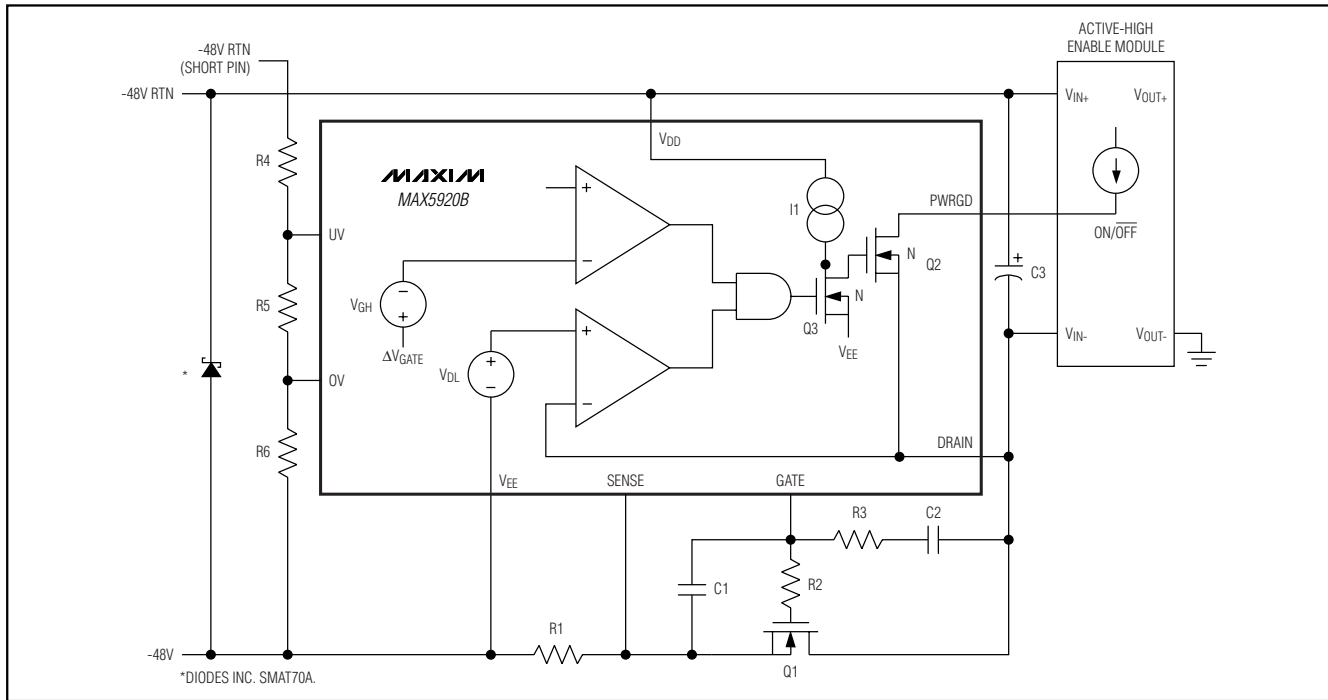 ACTIVE-HIGH
ENABLE MODULE
-48V RTN
(SHORT PIN)
-48V RTN
VIN+
VOUT+
VDD
R4
MAXIM
MAX5920B
+
−
I1
PWRGD
ON/OFF
UV
N
Q2
+
C3
VGH
−
+
R5
N
Q3
VEE
VIN-
VOUT-
ΔVGATE
VDL
+
−
+
−
*
OV
R6
DRAIN
VEE
SENSE
GATE
R3
C2
C1
R2
R1
-48V
Q1
*DIODES INC. SMAT70A.